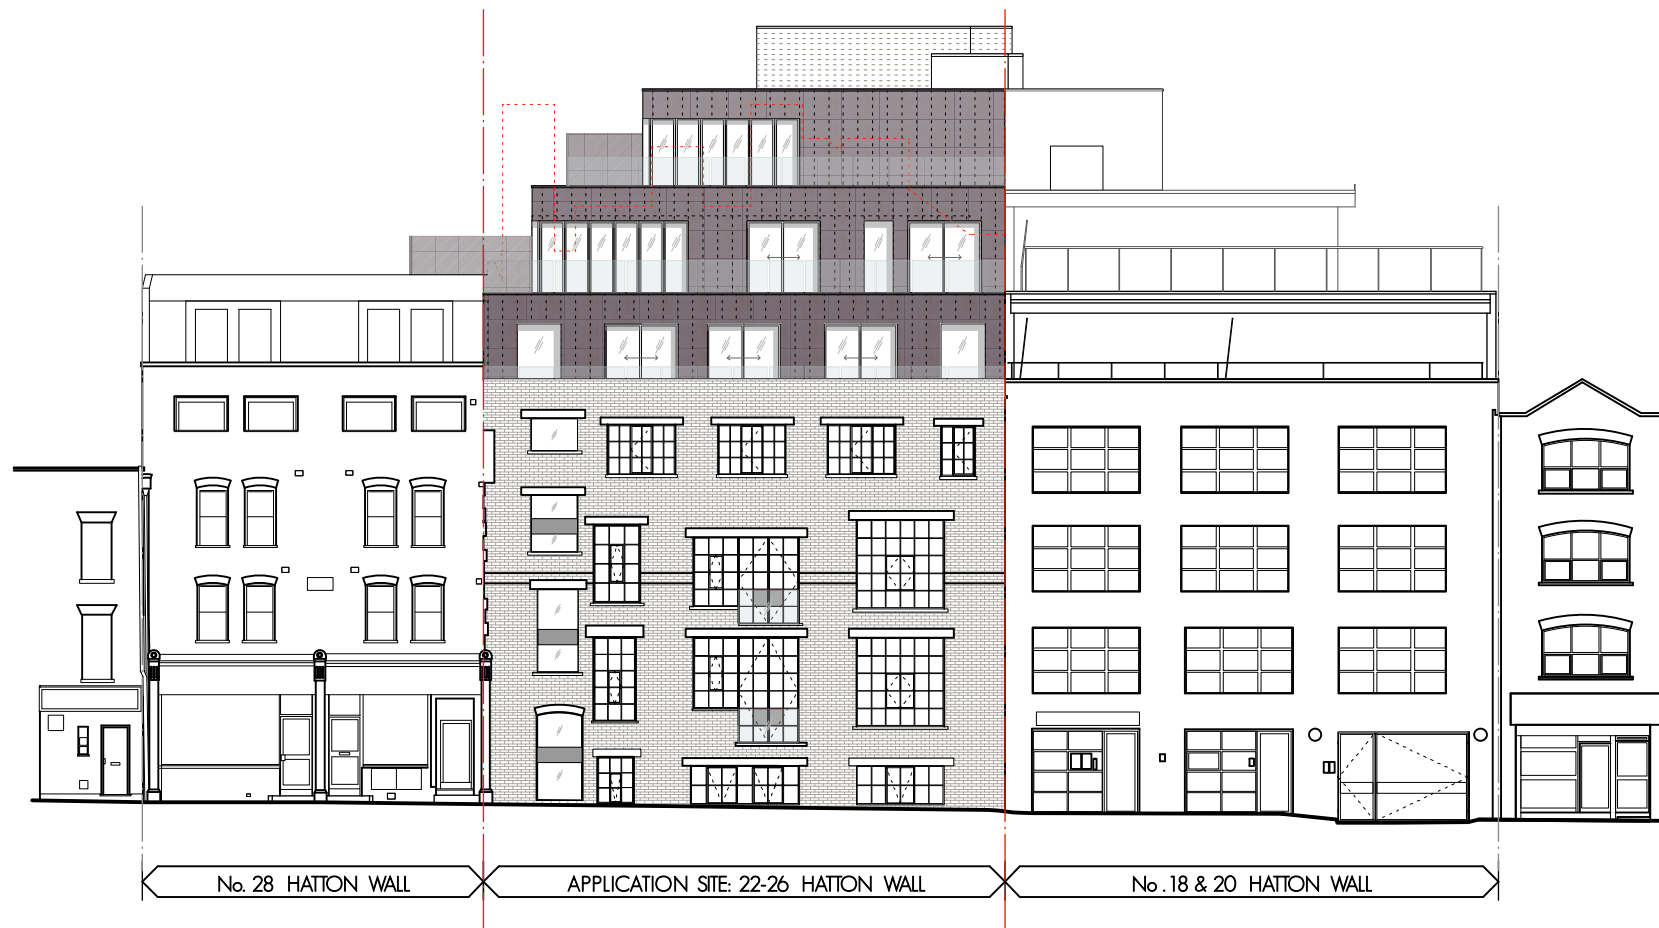 No. 28 HATTON WALL
APPLICATION SITE: 22-26 HATTON WALL
No .18 & 20 HATTON WALL